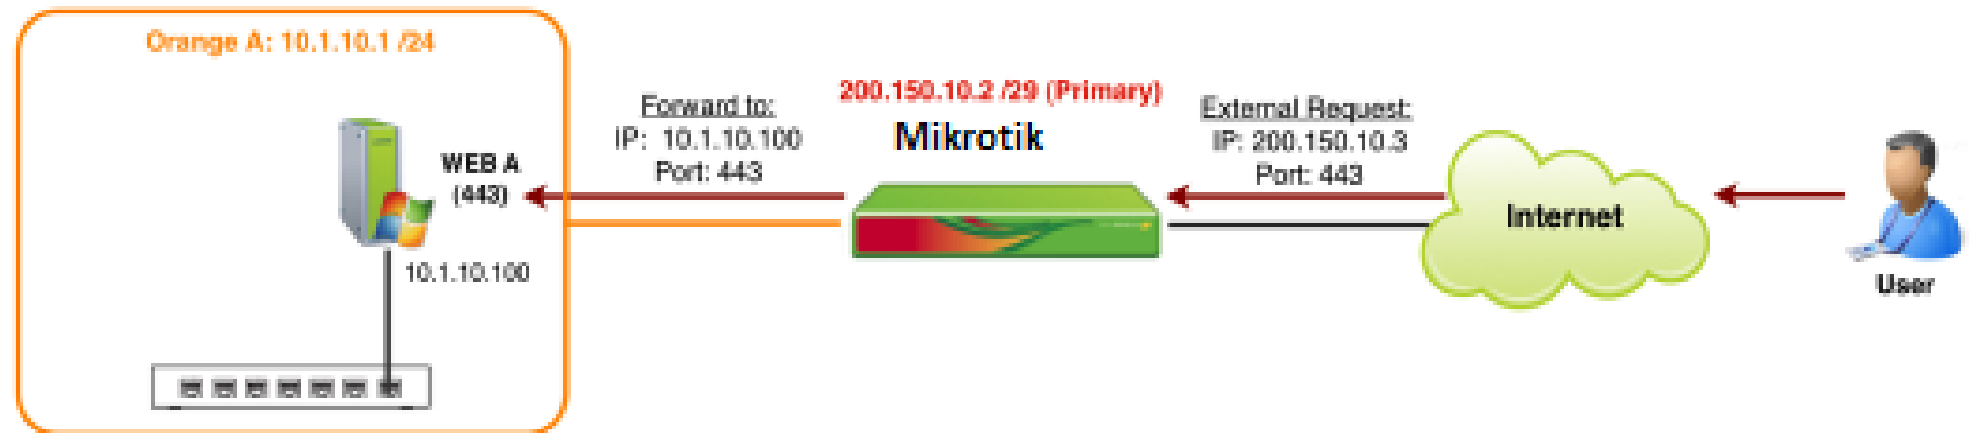 Orange A: 10.1.10.1 /24
WEB A
(443)
10.1.10.100
Forward to:
IP: 10.1.10.100
Port: 443
200.150.10.2 /29 (Primary)
Mikrotik
External Request:
IP: 200.150.10.3
Port: 443
Internet
User